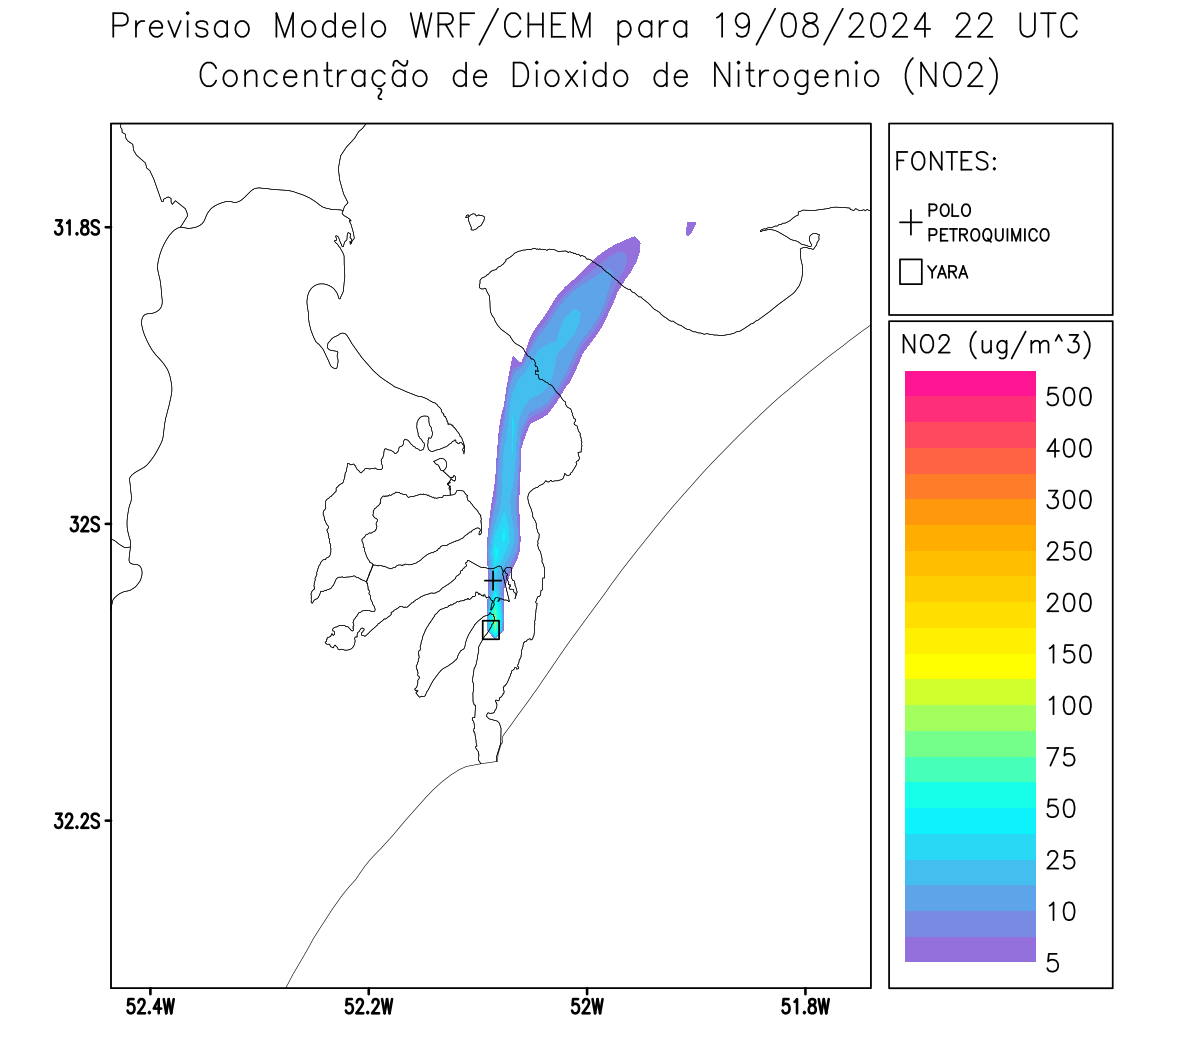 Previsao Modelo WRF/CHEM para 19/08/2024 22 UTC
Concentração de Dioxido de Nitrogenio (NO2)
FONTES:
POLO
PETROQUIMICO
YARA
NO2 (ug/m^3)
500
400
300
250
200
150
100
75
50
25
10
5
31.8S
32S
32.2S
52.4W
52.2W
52W
51.8W